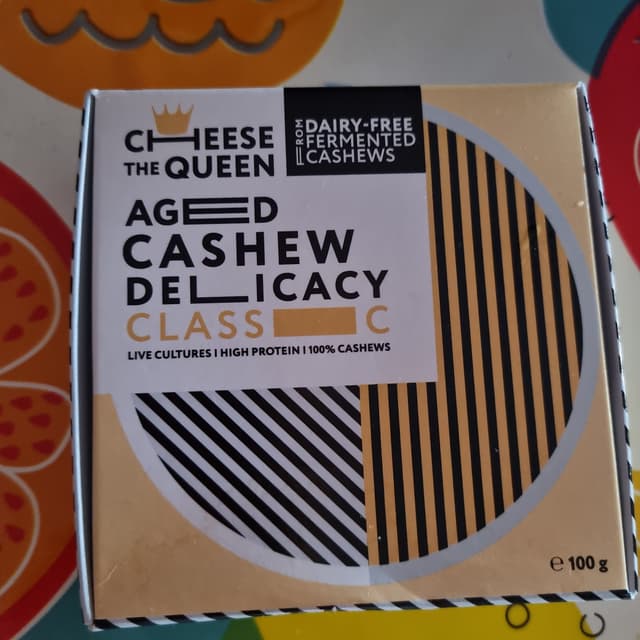 CHEESE
THE QUEEN
FROM
DAIRY-FREE
FERMENTED
CASHEWS
AGED
CASHEW
DELICACY
CLASSIC
LIVE CULTURES | HIGH PROTEIN | 100% CASHEWS
℮ 100 g